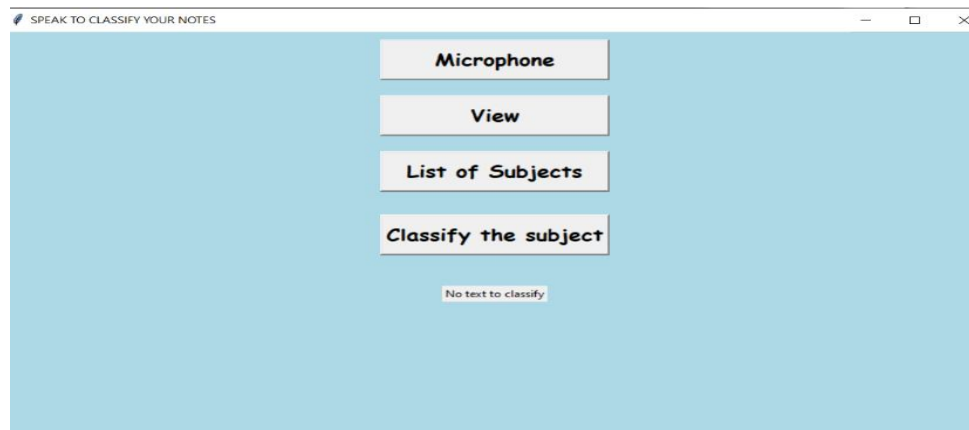 SPEAK TO CLASSIFY YOUR NOTES
Microphone
View
List of Subjects
Classify the subject
No text to classify